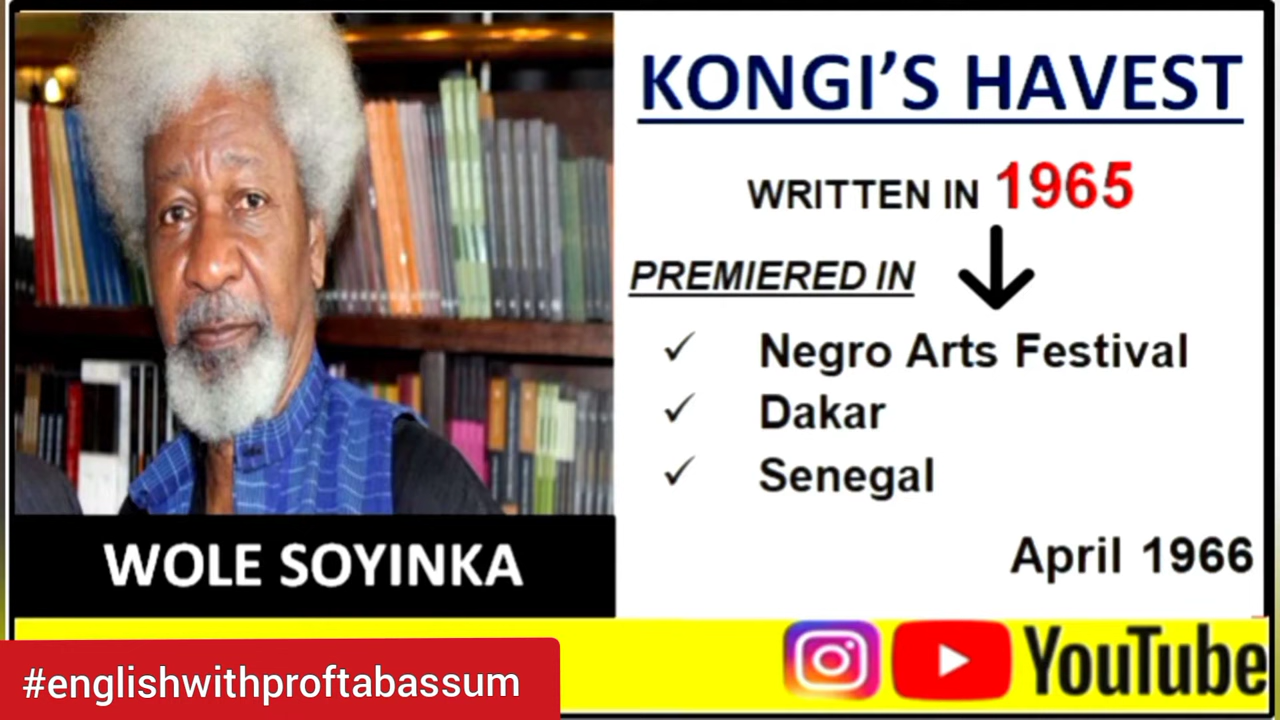 KONGI'S HAVEST
WRITTEN IN 1965
PREMIERED IN
Negro Arts Festival
Dakar
Senegal
April 1966
WOLE SOYINKA
#englishwithproftabassum
YouTube